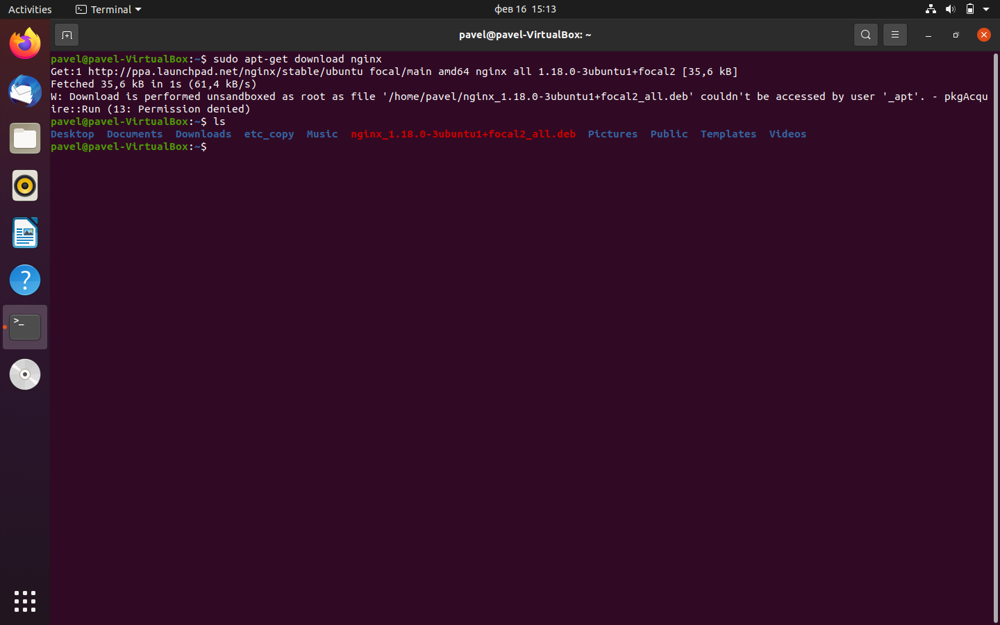 Activities
Terminal
фев 16 15:13
pavel@pavel-VirtualBox: ~
pavel@pavel-VirtualBox:~$ sudo apt-get download nginx
Get:1 http://ppa.launchpad.net/nginx/stable/ubuntu focal/main amd64 nginx all 1.18.0-3ubuntu1+focal2 [35,6 kB]
Fetched 35,6 kB in 1s (61,4 kB/s)
W: Download is performed unsandboxed as root as file '/home/pavel/nginx_1.18.0-3ubuntu1+focal2_all.deb' couldn't be accessed by user '_apt'. - pkgAcqu
ire::Run (13: Permission denied)
pavel@pavel-VirtualBox:~$ ls
Desktop  Documents  Downloads  etc_copy  Music  nginx_1.18.0-3ubuntu1+focal2_all.deb  Pictures  Public  Templates  Videos
pavel@pavel-VirtualBox:~$